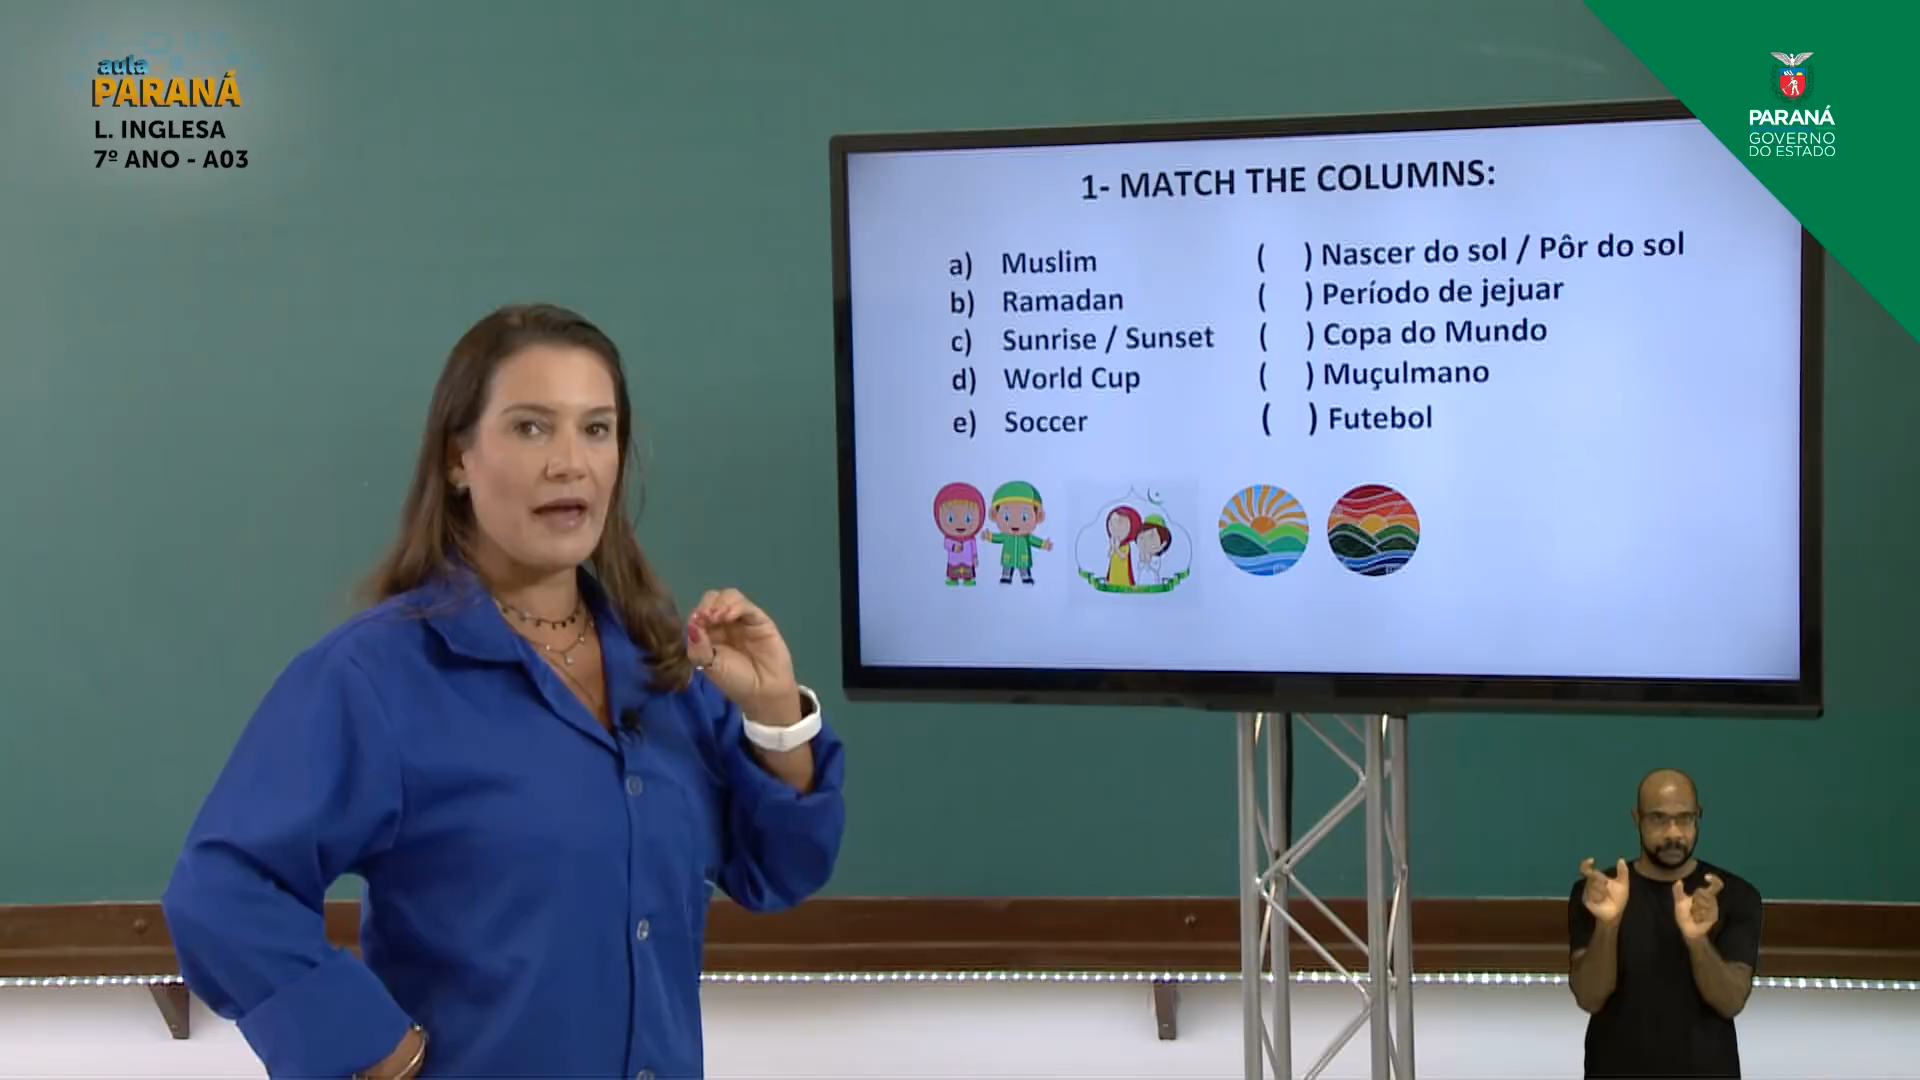 aula
PARANÁ
L. INGLESA
7º ANO - A03
PARANÁ
GOVERNO
DO ESTADO
1- MATCH THE COLUMNS:
a) Muslim ( ) Nascer do sol / Pôr do sol
b) Ramadan ( ) Período de jejuar
c) Sunrise / Sunset ( ) Copa do Mundo
d) World Cup ( ) Muçulmano
e) Soccer ( ) Futebol